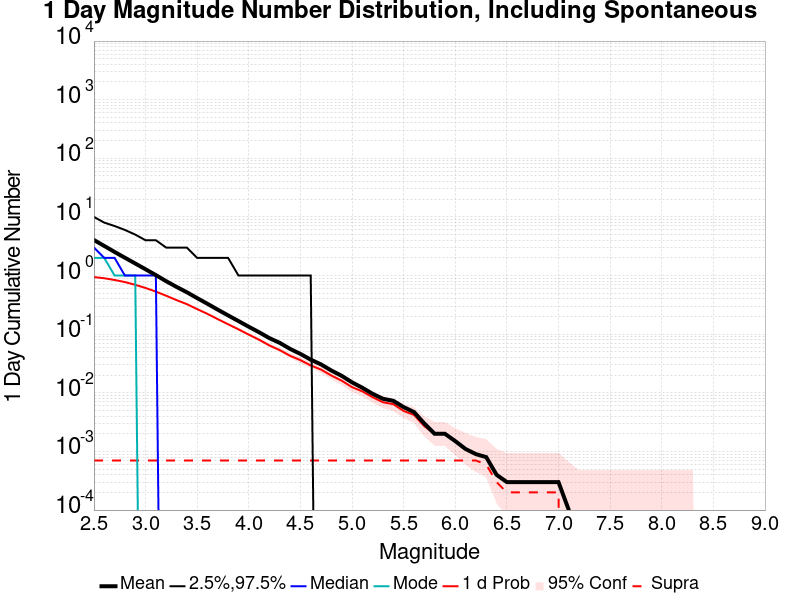 1 Day Magnitude Number Distribution, Including Spontaneous
10^4
10^3
10^2
10^1
10^0
10^-1
10^-2
10^-3
10^-4
1 Day Cumulative Number
2.5 3.0 3.5 4.0 4.5 5.0 5.5 6.0 6.5 7.0 7.5 8.0 8.5 9.0
Magnitude
Mean 2.5%,97.5% Median Mode 1 d Prob 95% Conf Supra